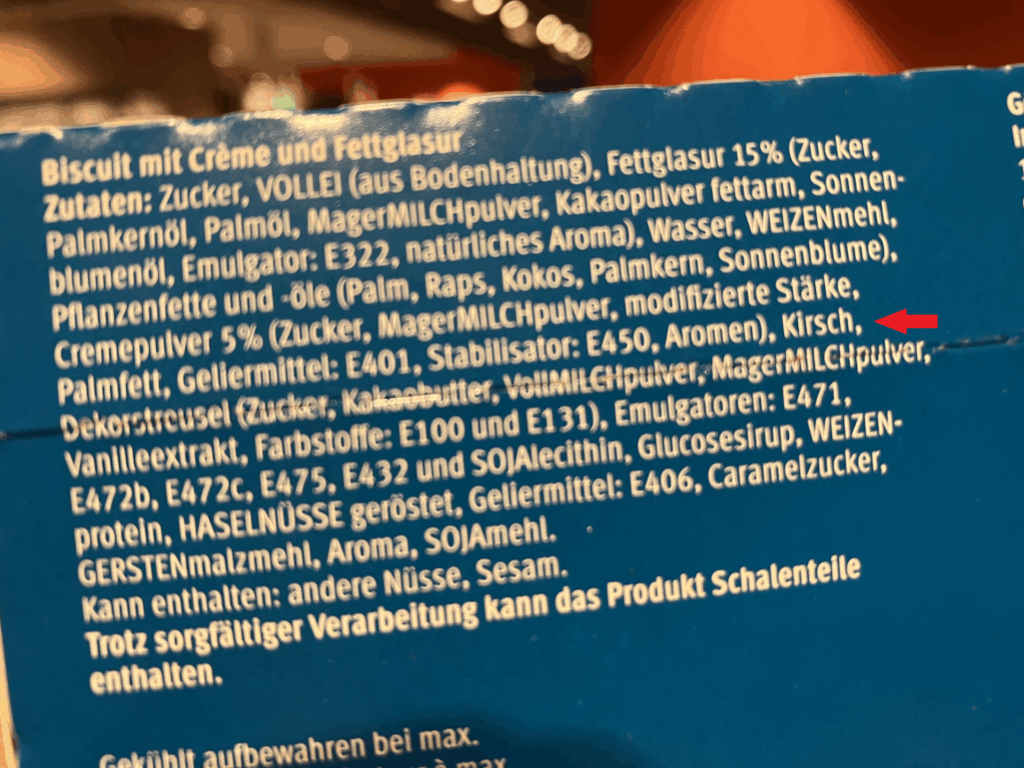 Biscuit mit Crème und Fettglasur
Zutaten: Zucker, VOLLEI (aus Bodenhaltung), Fettglasur 15% (Zucker,
Palmkernöl, Palmöl, MagerMILCHpulver, Kakaopulver fettarm, Sonnen-
blumenöl, Emulgator: E322, natürliches Aroma), Wasser, WEIZENmehl,
Pflanzenfette und -öle (Palm, Raps, Kokos, Palmkern, Sonnenblume),
Cremepulver 5% (Zucker, MagerMILCHpulver, modifizierte Stärke,
Palmfett, Geliermittel: E401, Stabilisator: E450, Aromen), Kirsch,
Dekorstreusel (Zucker, Kakaobutter, VollMILCHpulver, MagerMILCHpulver,
Vanilleextrakt, Farbstoffe: E100 und E131), Emulgatoren: E471,
E472b, E472c, E475, E432 und SOJAlecithin, Glucosesirup, WEIZEN-
protein, HASELNÜSSE geröstet, Geliermittel: E406, Caramelzucker,
GERSTENmalzmehl, Aroma, SOJAmehl.
Kann enthalten: andere Nüsse, Sesam.
Trotz sorgfältiger Verarbeitung kann das Produkt Schalenteile
enthalten.
Gekühlt aufbewahren bei max.
à max